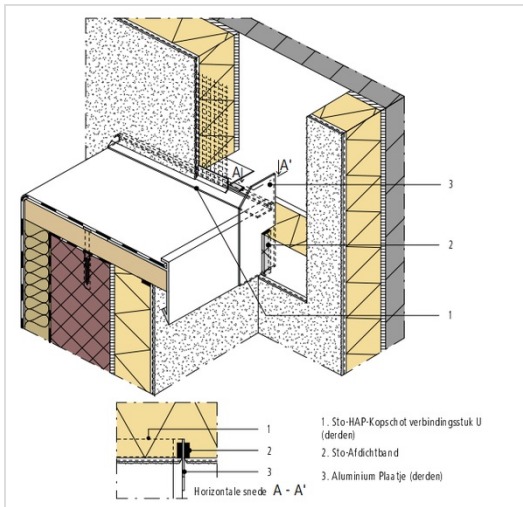 A
A'
3
2
1
1
2
3
Horizontale snede A - A'
1. Sto-HAP-Kopschot verbindingsstuk U
(derden)
2. Sto-Afdichtband
3. Aluminium Plaatje (derden)